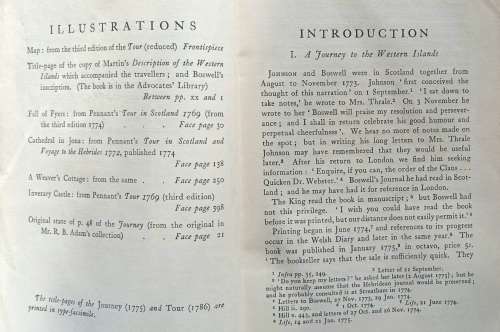 ILLUSTRATIONS
Map: from the third edition of the Tour (reduced) Frontispiece
Title-page of the copy of Martin's Description of the Western
Islands which accompanied the travellers; and Boswell's
inscription. (The book is in the Advocates' Library)
Between pp. xx and 1
Fall of Fyers: from Pennant's Tour in Scotland 1769 (from
the third edition 1774) . . . Face page 30
Cathedral in Iona: from Pennant's Tour in Scotland and
Voyage to the Hebrides 1772, published 1774
Face page 138
A Weaver's Cottage: from the same . Face page 250
Inverary Castle: from Pennant's Tour 1769 (third edition)
Face page 398
Original state of p. 48 of the Journey (from the original in
Mr. R. B. Adam's collection) . . Face page 21
The title-pages of the Journey (1775) and Tour (1786) are
printed in type-facsimile.
INTRODUCTION
I. A Journey to the Western Islands
JOHNSON and Boswell were in Scotland together from
August to November 1773. Johnson 'first conceived the
thought of this narration' on 1 September.¹ 'I sat down to
take notes,' he wrote to Mrs. Thrale.² On 3 November he
wrote to her 'Boswell will praise my resolution and persever-
ance; and I shall in return celebrate his good humour and
perpetual cheerfulness'. We hear no more of notes made on
the spot; but in writing his long letters to Mrs. Thrale
Johnson may have remembered that they would be useful
later.³ After his return to London we find him seeking
information: 'Enquire, if you can, the order of the Clans . . .
Quicken Dr. Webster.' Boswell's Journal he had read in Scot-
land; and he may have had it for reference in London.
The King read the book in manuscript; but Boswell had
not this privilege. 'I wish you could have read the book
before it was printed, but our distance does not easily permit it.'
Printing began in June 1774, and references to its progress
occur in the Welsh Diary and later in the same year. The
book was published in January 1775, in octavo, price 5s.
'The bookseller says that the sale is sufficiently quick. They
¹ Infra pp. 35, 249. ² Letter of 21 September.
³ 'Do you keep my letters?' he asked her later (2 August 1775); but he
might naturally assume that the Hebridean journal would be preserved;
and he probably consulted it at Streatham in 1774.
Letters to Boswell, 27 Nov. 1773, 29 Jan. 1774.
Hill ii. 290. 1 Oct. 1774. Life, 21 June 1774.
Hill v. 443, and letters of 27 Oct. and 26 Nov. 1774.
Life, 14 and 21 Jan. 1775.